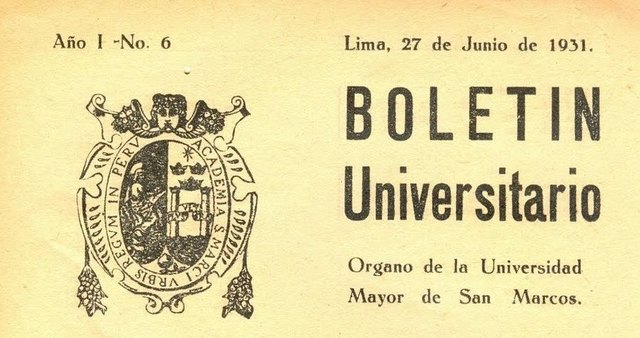 Año I -No. 6
Lima, 27 de Junio de 1931.
ACADEMIA S. MARCI VRBIS REGVM IN PERV
BOLETIN
Universitario
Organo de la Universidad
Mayor de San Marcos.